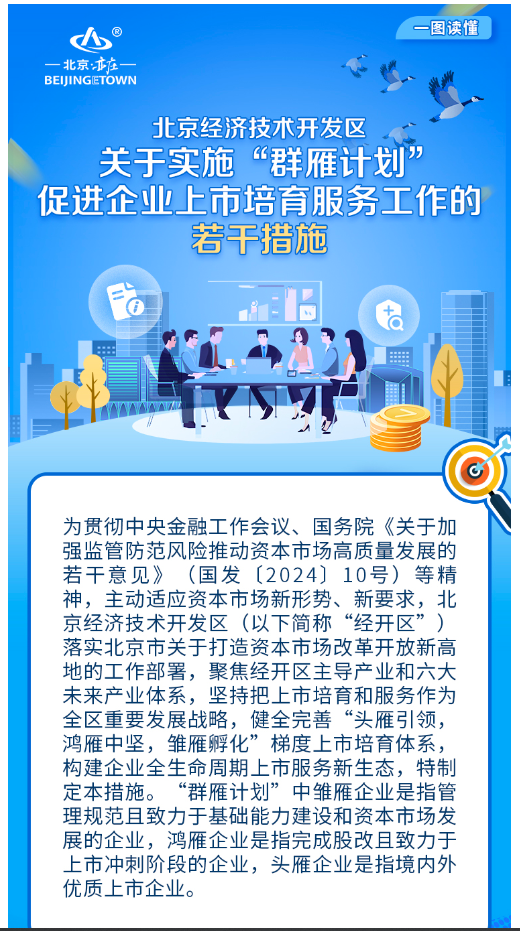 一图读懂
北京亦庄
BEIJINGETOWN
北京经济技术开发区
关于实施“群雁计划”
促进企业上市培育服务工作的
若干措施
为贯彻中央金融工作会议、国务院《关于加
强监管防范风险推动资本市场高质量发展的
若干意见》（国发〔2024〕10号）等精
神，主动适应资本市场新形势、新要求，北
京经济技术开发区（以下简称“经开区”）
落实北京市关于打造资本市场改革开放新高
地的工作部署，聚焦经开区主导产业和六大
未来产业体系，坚持把上市培育和服务作为
全区重要发展战略，健全完善“头雁引领，
鸿雁中坚，雏雁孵化”梯度上市培育体系，
构建企业全生命周期上市服务新生态，特制
定本措施。“群雁计划”中雏雁企业是指管
理规范且致力于基础能力建设和资本市场发
展的企业，鸿雁企业是指完成股改且致力于
上市冲刺阶段的企业，头雁企业是指境内外
优质上市企业。